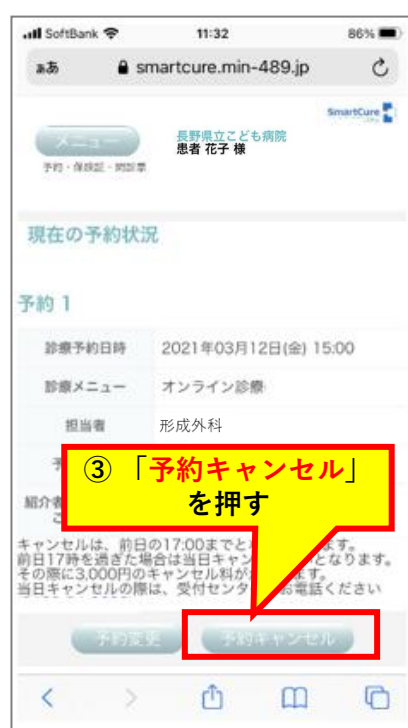 SoftBank 11:32 86%
ぁあ smartcure.min-489.jp
SmartCure
メニュー
長野県立こども病院
患者 花子 様
予約・保険証・問診票
現在の予約状況
予約 1
診療予約日時 2021年03月12日(金) 15:00
診療メニュー オンライン診療
担当者 形成外科
予
③ 「予約キャンセル」
を押す
紹介者
キャンセルは、前日の17:00までと
ます。
前日17時を過ぎた場合は当日キャン
となります。
その際に3,000円のキャンセル料が
ます。
当日キャンセルの際は、受付センタ
お電話ください
予約変更 予約キャンセル